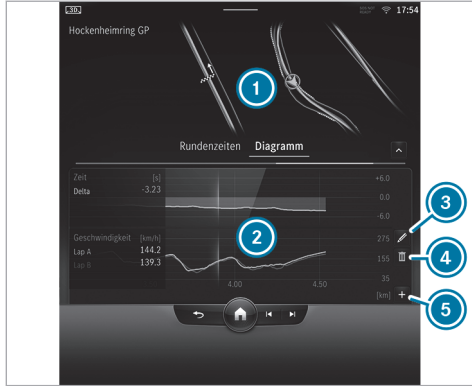 3D
17:54
Hockenheimring GP
1
Rundenzeiten Diagramm
Zeit [s]
Delta -3.23
+6.0
0.0
-6.0
3
2
Geschwindigkeit [km/h]
Lap A 144.2
Lap B 139.3
275
155
35
4
4.00 4.50 [km]
5